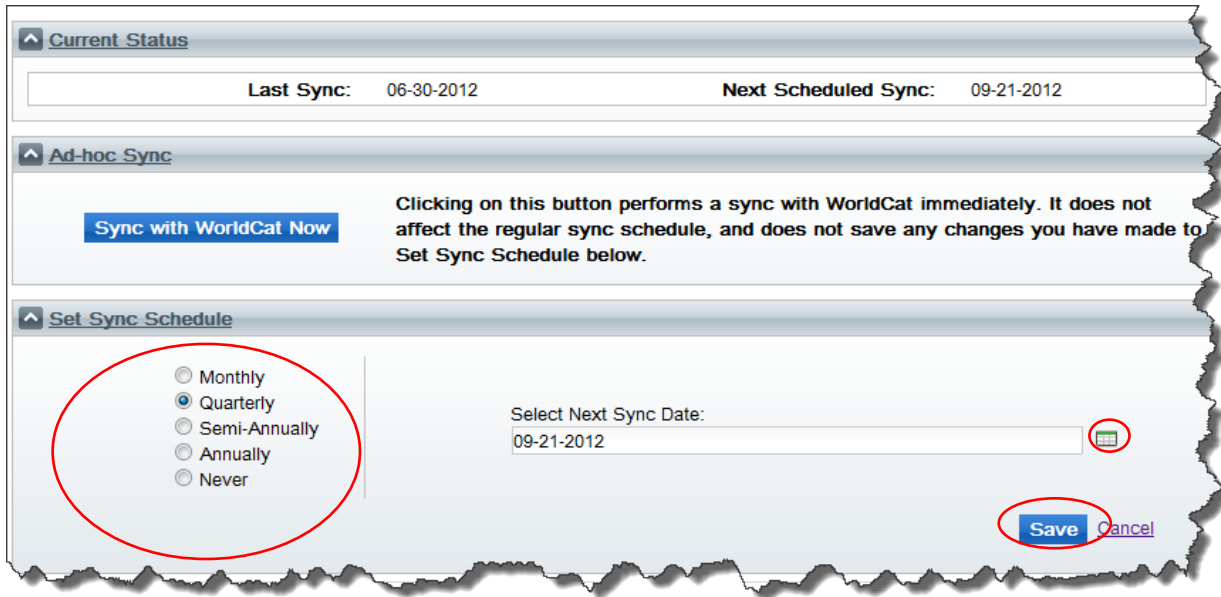 Current Status
Last Sync: 06-30-2012 Next Scheduled Sync: 09-21-2012
Ad-hoc Sync
Sync with WorldCat Now
Clicking on this button performs a sync with WorldCat immediately. It does not
affect the regular sync schedule, and does not save any changes you have made to
Set Sync Schedule below.
Set Sync Schedule
Monthly
Quarterly
Semi-Annually
Annually
Never
Select Next Sync Date:
09-21-2012
Save Cancel